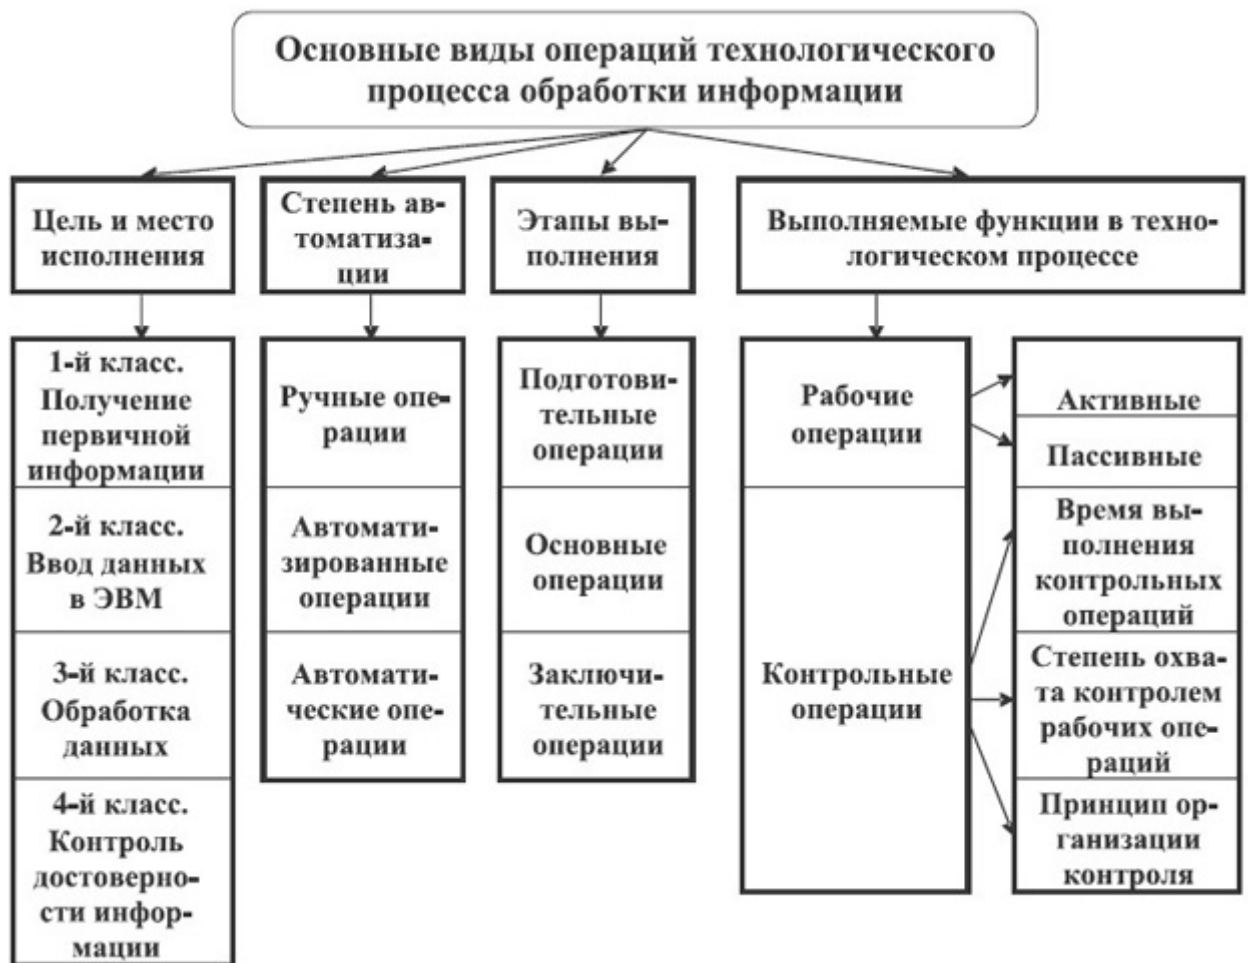 Основные виды операций технологического
процесса обработки информации
Цель и место
исполнения
Степень ав-
томатиза-
ции
Этапы вы-
полнения
Выполняемые функции в техно-
логическом процессе
1-й класс.
Получение
первичной
информации
2-й класс.
Ввод данных
в ЭВМ
3-й класс.
Обработка
данных
4-й класс.
Контроль
достоверно-
сти инфор-
мации
Ручные опе-
рации
Автомати-
зированные
операции
Автомати-
ческие опе-
рации
Подготови-
тельные
операции
Основные
операции
Заключи-
тельные
операции
Рабочие
операции
Контрольные
операции
Активные
Пассивные
Время вы-
полнения
контрольных
операций
Степень охва-
та контролем
рабочих опе-
раций
Принцип ор-
ганизации
контроля